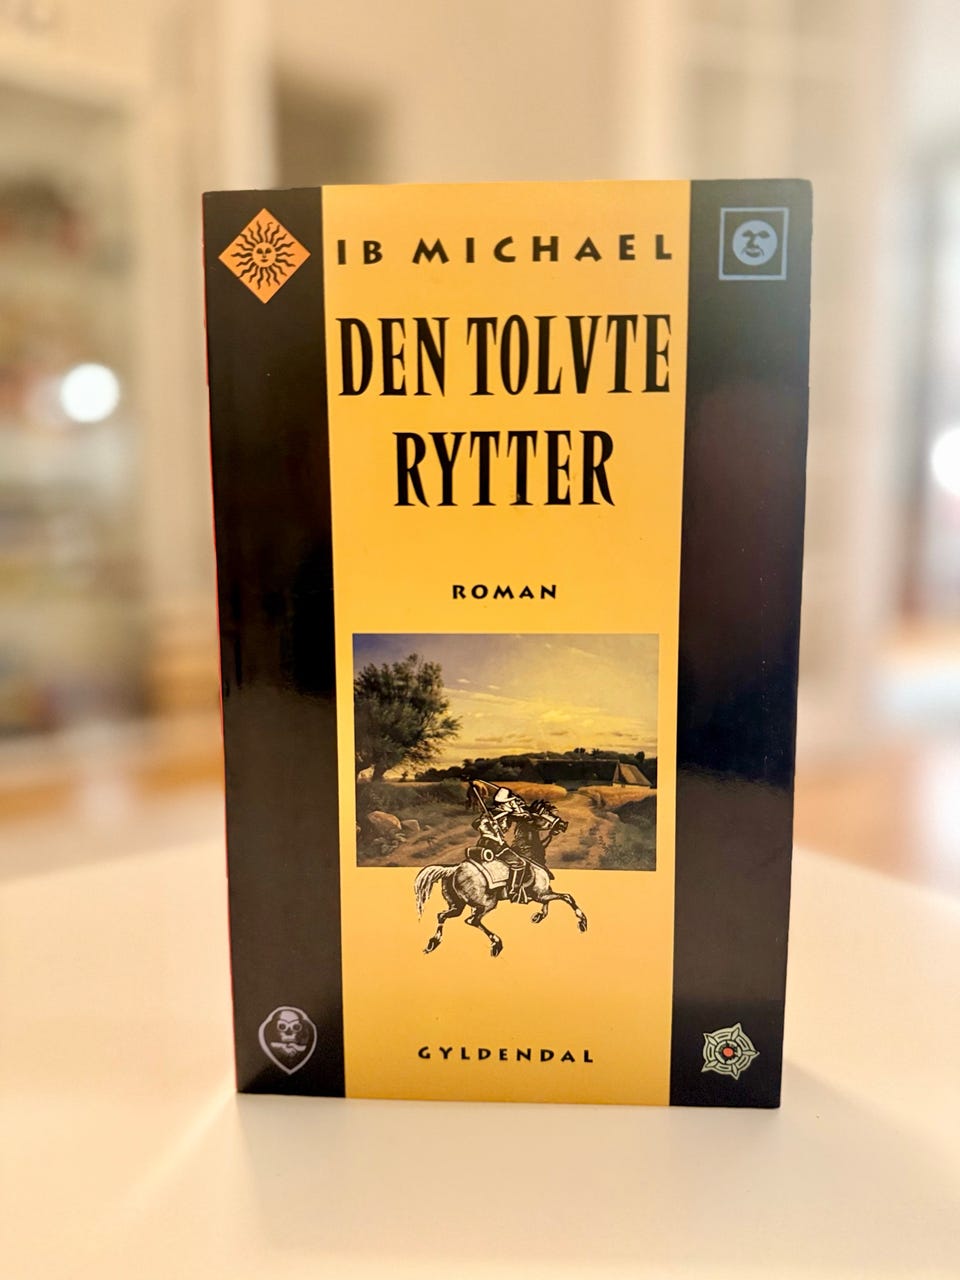 IB MICHAEL
DEN TOLVTE
RYTTER
ROMAN
GYLDENDAL